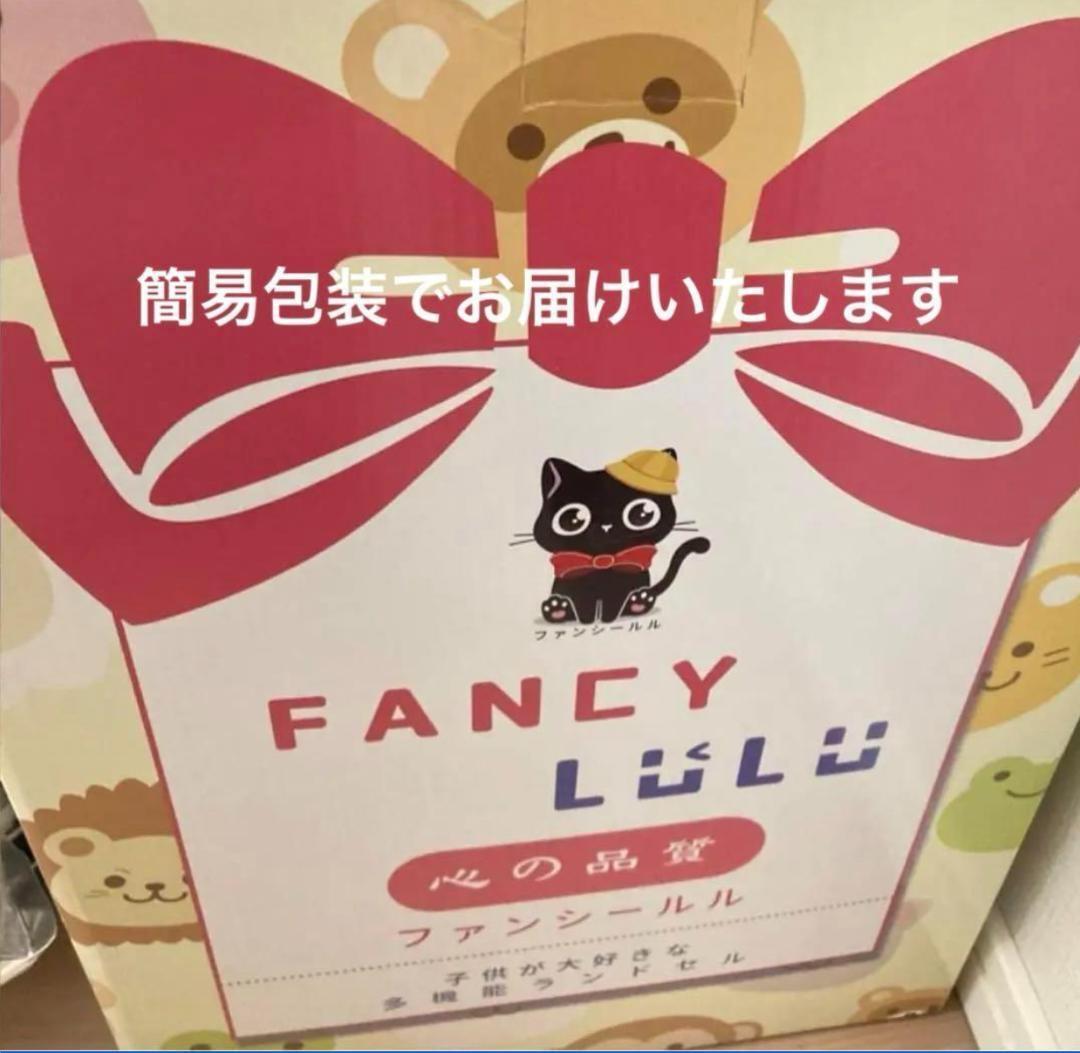 簡易包装でお届けいたします
ファンシールル
FANCY
LULU
心の品質
ファンシールル
子供が大好きな
多機能ランドセル